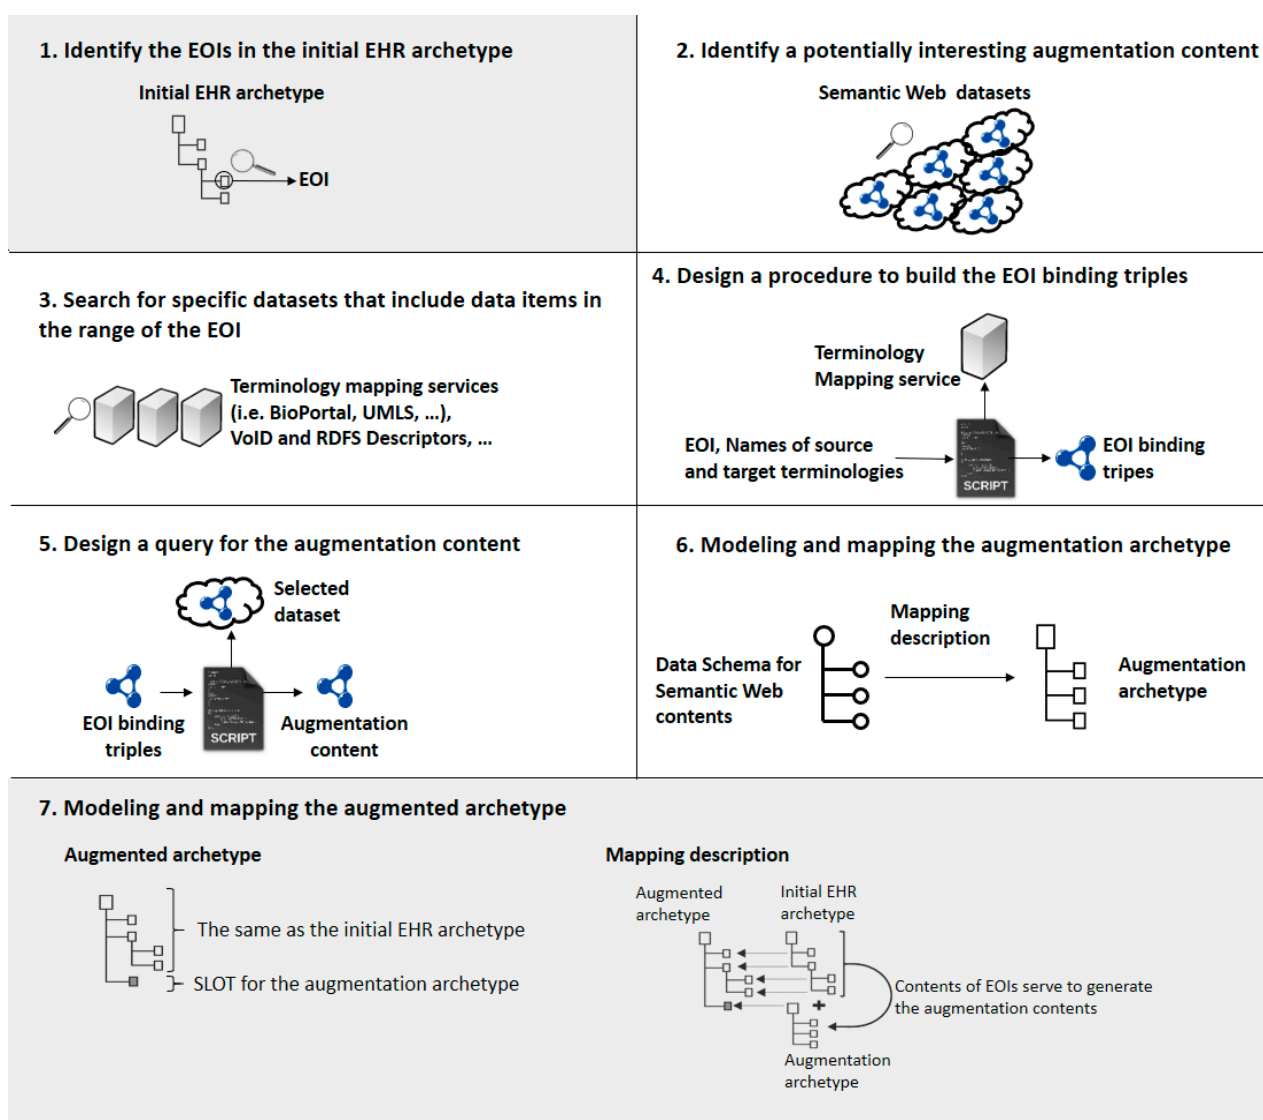 1. Identify the EOIs in the initial EHR archetype
Initial EHR archetype
EOI
2. Identify a potentially interesting augmentation content
Semantic Web datasets
3. Search for specific datasets that include data items in
the range of the EOI
Terminology mapping services
(i.e. BioPortal, UMLS, ...),
VoID and RDFS Descriptors, ...
4. Design a procedure to build the EOI binding triples
Terminology
Mapping service
EOI, Names of source
and target terminologies
SCRIPT
EOI binding
tripes
5. Design a query for the augmentation content
Selected
dataset
EOI binding
triples
SCRIPT
Augmentation
content
6. Modeling and mapping the augmentation archetype
Data Schema for
Semantic Web
contents
Mapping
description
Augmentation
archetype
7. Modeling and mapping the augmented archetype
Augmented archetype
The same as the initial EHR archetype
SLOT for the augmentation archetype
Mapping description
Augmented
archetype
Initial EHR
archetype
+
Contents of EOIs serve to generate
the augmentation contents
Augmentation
archetype